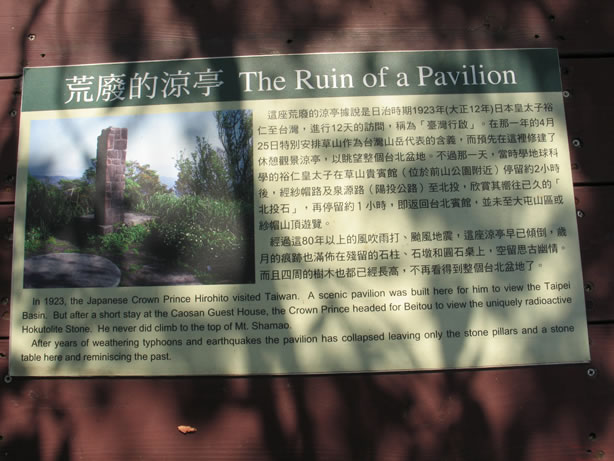 荒廢的涼亭 The Ruin of a Pavilion
這座荒廢的涼亭據說是日治時期1923年(大正12年)日本皇太子裕
仁至台灣，進行12天的訪問，稱為「臺灣行啟」。在那一年的4月
25日特別安排草山作為台灣山岳代表的含義，而預先在這裡修建了
休憩觀景涼亭，以眺望整個台北盆地。不過那一天，當時學地球科
學的裕仁皇太子在草山貴賓館（位於前山公園附近）停留約2小時
後，經紗帽路及泉源路（陽投公路）至北投，欣賞其嚮往已久的「
北投石」，再停留約1小時，即返回台北賓館，並未至大屯山區或
紗帽山頂遊覽。
經過這80年以上的風吹雨打、颱風地震，這座涼亭早已傾倒，歲
月的痕跡也滿佈在殘留的石柱、石墩和圓石桌上，空留思古幽情。
而且四周的樹木也都已經長高，不再看得到整個台北盆地了。
In 1923, the Japanese Crown Prince Hirohito visited Taiwan. A scenic pavilion was built here for him to view the Taipei
Basin. But after a short stay at the Caosan Guest House, the Crown Prince headed for Beitou to view the uniquely radioactive
Hokutolite Stone. He never did climb to the top of Mt. Shamao.
After years of weathering typhoons and earthquakes the pavilion has collapsed leaving only the stone pillars and a stone
table here and reminiscing the past.